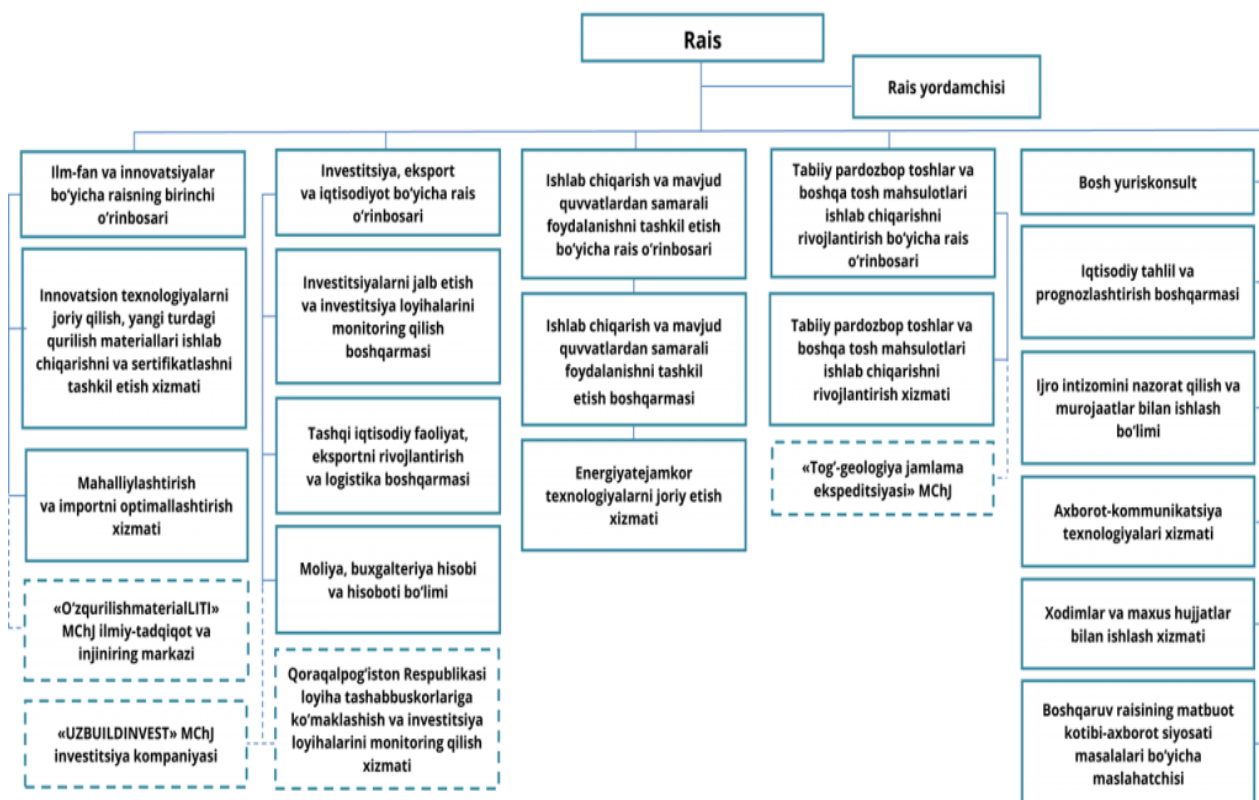 Rais
Rais yordamchisi
Ilm-fan va innovatsiyalar
bo‘yicha raisning birinchi
o‘rinbosari
Innovatsion texnologiyalarni
joriy qilish, yangi turdagi
qurilish materiallari ishlab
chiqarishni va sertifikatlashni
tashkil etish xizmati
Mahalliylashtirish
va importni optimallashtirish
xizmati
«O‘zqurilishmaterialLITI»
MChJ ilmiy-tadqiqot va
injiniring markazi
«UZBUILDINVEST» MChJ
investitsiya kompaniyasi
Investitsiya, eksport
va iqtisodiyot bo‘yicha rais
o‘rinbosari
Investitsiyalarni jalb etish
va investitsiya loyihalarini
monitoring qilish
boshqarmasi
Tashqi iqtisodiy faoliyat,
eksportni rivojlantirish
va logistika boshqarmasi
Moliya, buxgalteriya hisobi
va hisoboti bo‘limi
Qoraqalpog‘iston Respublikasi
loyiha tashabbuskorlariga
ko‘maklashish va investitsiya
loyihalarini monitoring qilish
xizmati
Ishlab chiqarish va mavjud
quvvatlardan samarali
foydalanishni tashkil etish
bo‘yicha rais o‘rinbosari
Ishlab chiqarish va mavjud
quvvatlardan samarali
foydalanishni tashkil
etish boshqarmasi
Energiyatejamkor
texnologiyalarni joriy etish
xizmati
Tabiiy pardozbop toshlar va
boshqa tosh mahsulotlari
ishlab chiqarishni
rivojlantirish bo‘yicha rais
o‘rinbosari
Tabiiy pardozbop toshlar va
boshqa tosh mahsulotlari
ishlab chiqarishni
rivojlantirish xizmati
«Tog‘-geologiya jamlama
ekspeditsiyasi» MChJ
Bosh yuriskonsult
Iqtisodiy tahlil va
prognozlashtirish boshqarmasi
Ijro intizomini nazorat qilish va
murojaatlar bilan ishlash
bo‘limi
Axborot-kommunikatsiya
texnologiyalari xizmati
Xodimlar va maxus hujjatlar
bilan ishlash xizmati
Boshqaruv raisining matbuot
kotibi-axborot siyosati
masalalari bo‘yicha
maslahatchisi